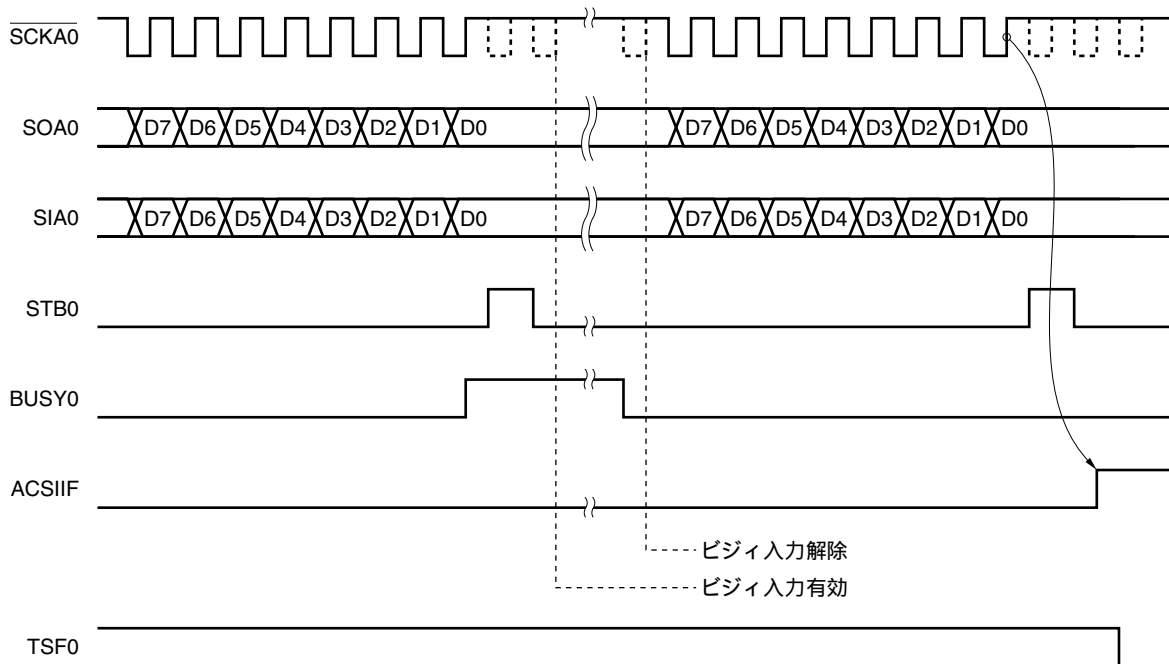 SCKA0
SOA0 D7 D6 D5 D4 D3 D2 D1 D0 D7 D6 D5 D4 D3 D2 D1 D0
SIA0 D7 D6 D5 D4 D3 D2 D1 D0 D7 D6 D5 D4 D3 D2 D1 D0
STB0
BUSY0
ACSIIF
ビジィ入力解除
ビジィ入力有効
TSF0